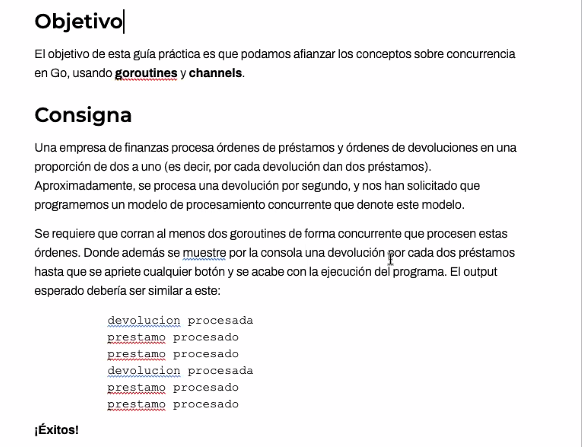 Objetivo
El objetivo de esta guía práctica es que podamos afianzar los conceptos sobre concurrencia
en Go, usando goroutines y channels.
Consigna
Una empresa de finanzas procesa órdenes de préstamos y órdenes de devoluciones en una
proporción de dos a uno (es decir, por cada devolución dan dos préstamos).
Aproximadamente, se procesa una devolución por segundo, y nos han solicitado que
programemos un modelo de procesamiento concurrente que denote este modelo.
Se requiere que corran al menos dos goroutines de forma concurrente que procesen estas
órdenes. Donde además se muestre por la consola una devolución por cada dos préstamos
hasta que se apriete cualquier botón y se acabe con la ejecución del programa. El output
esperado debería ser similar a este:
devolucion procesada
prestamo procesado
prestamo procesado
devolucion procesada
prestamo procesado
prestamo procesado
¡Éxitos!